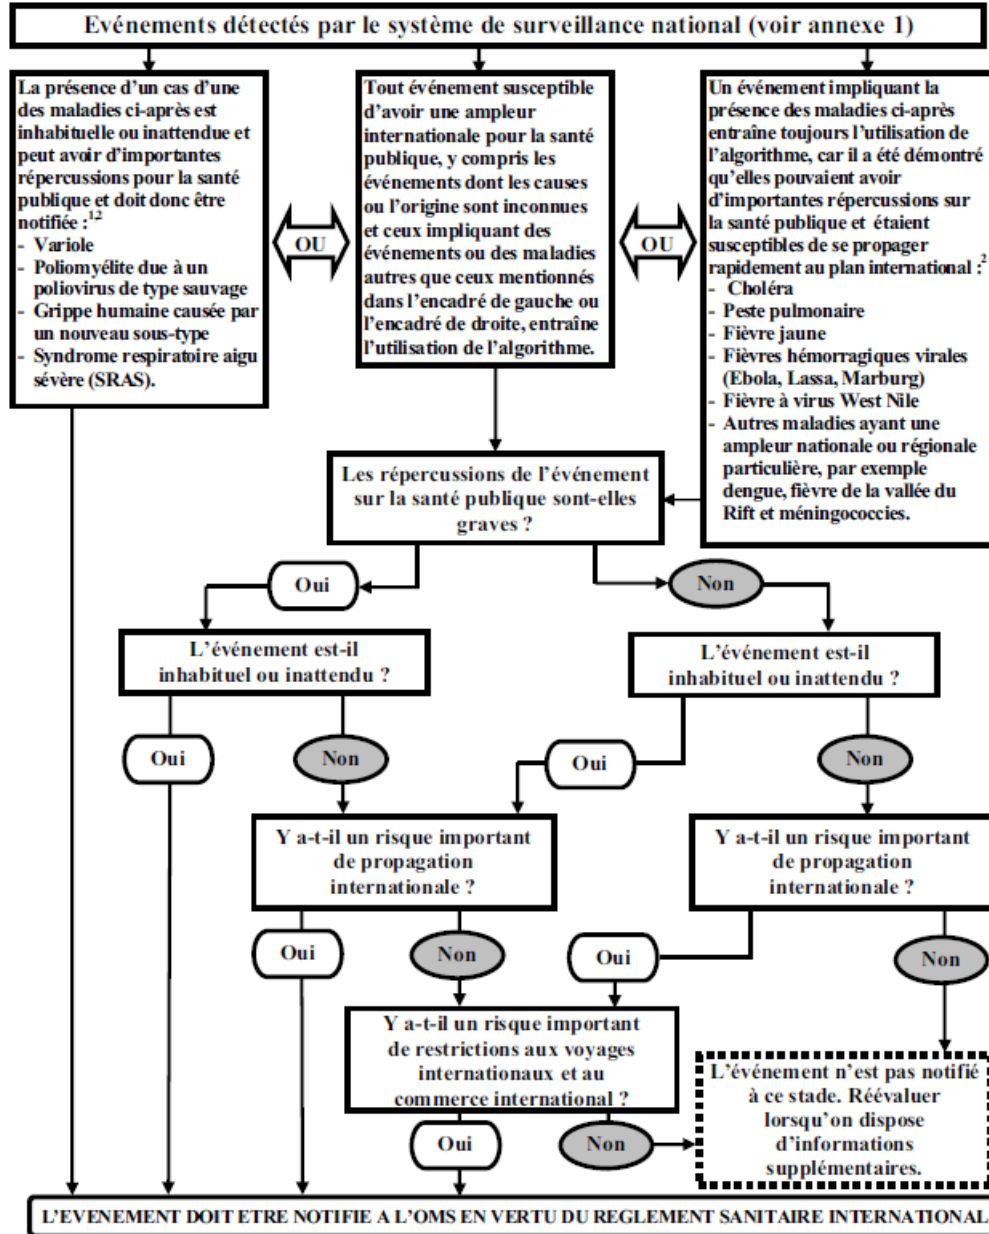 Evénements détectés par le système de surveillance national (voir annexe 1)
La présence d'un cas d'une
des maladies ci-après est
inhabituelle ou inattendue et
peut avoir d'importantes
répercussions pour la santé
publique et doit donc être
notifiée :1,2
- Variole
- Poliomyélite due à un
poliovirus de type sauvage
- Grippe humaine causée par
un nouveau sous-type
- Syndrome respiratoire aigu
sévère (SRAS).
OU
Tout événement susceptible
d'avoir une ampleur
internationale pour la santé
publique, y compris les
événements dont les causes
ou l'origine sont inconnues
et ceux impliquant des
événements ou des maladies
autres que ceux mentionnés
dans l'encadré de gauche ou
l'encadré de droite, entraîne
l'utilisation de l'algorithme.
OU
Un événement impliquant la
présence des maladies ci-après
entraîne toujours l'utilisation de
l'algorithme, car il a été démontré
qu'elles pouvaient avoir
d'importantes répercussions sur
la santé publique et étaient
susceptibles de se propager
rapidement au plan international :2
- Choléra
- Peste pulmonaire
- Fièvre jaune
- Fièvres hémorragiques virales
(Ebola, Lassa, Marburg)
- Fièvre à virus West Nile
- Autres maladies ayant une
ampleur nationale ou régionale
particulière, par exemple
dengue, fièvre de la vallée du
Rift et méningococcies.
Les répercussions de l'événement
sur la santé publique sont-elles
graves ?
Oui
Non
L'événement est-il
inhabituel ou inattendu ?
L'événement est-il
inhabituel ou inattendu ?
Oui
Non
Oui
Non
Y a-t-il un risque important
de propagation
internationale ?
Y a-t-il un risque important
de propagation
internationale ?
Oui
Non
Oui
Non
Y a-t-il un risque important
de restrictions aux voyages
internationaux et au
commerce international ?
L'événement n'est pas notifié
à ce stade. Réévaluer
lorsqu'on dispose
d'informations
supplémentaires.
Oui
Non
L'EVENEMENT DOIT ETRE NOTIFIE A L'OMS EN VERTU DU REGLEMENT SANITAIRE INTERNATIONAL